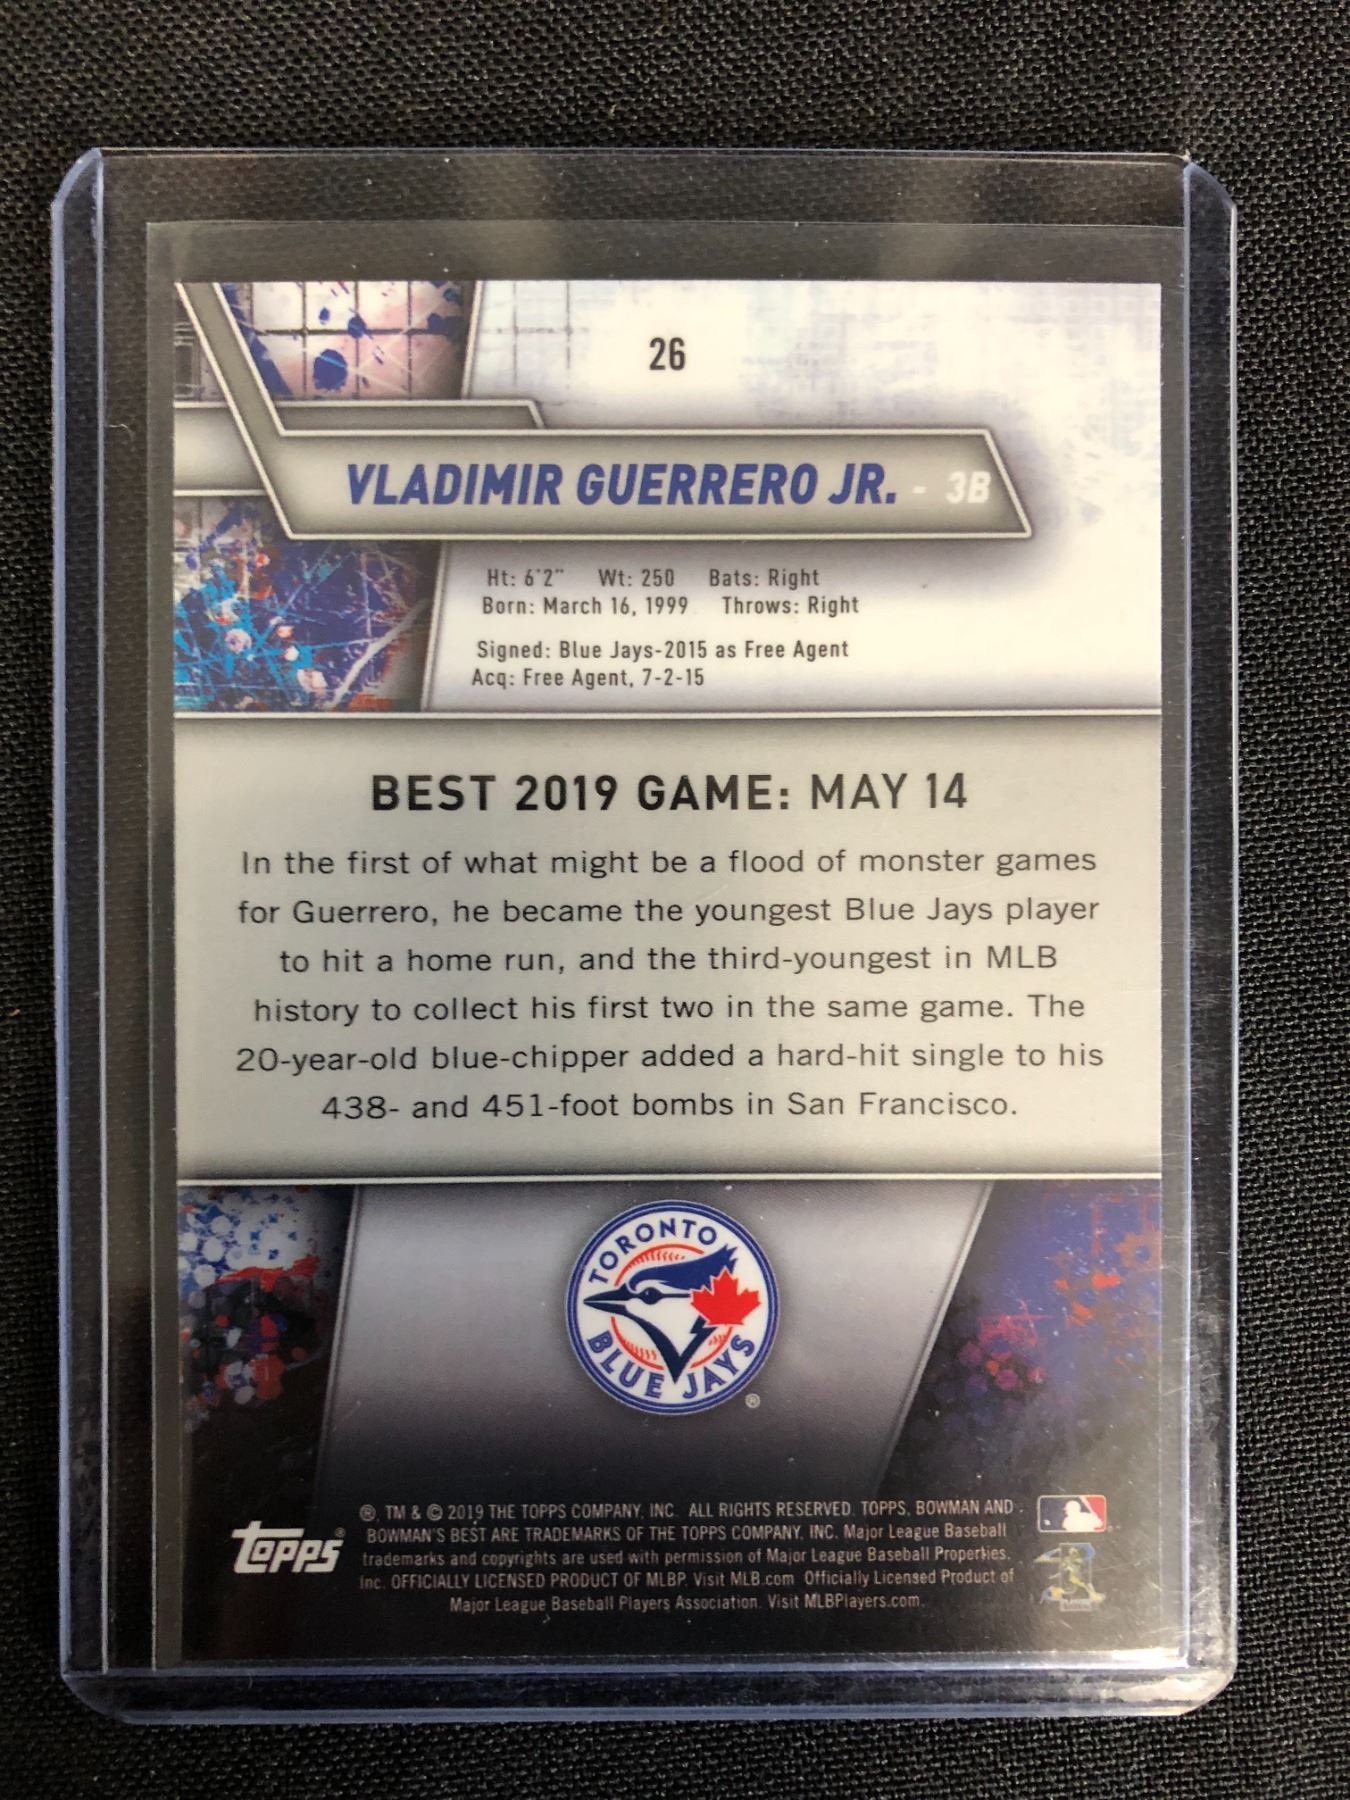 26
VLADIMIR GUERRERO JR. - 3B
Ht: 6'2" Wt: 250 Bats: Right
Born: March 16, 1999 Throws: Right
Signed: Blue Jays-2015 as Free Agent
Acq: Free Agent, 7-2-15
BEST 2019 GAME: MAY 14
In the first of what might be a flood of monster games
for Guerrero, he became the youngest Blue Jays player
to hit a home run, and the third-youngest in MLB
history to collect his first two in the same game. The
20-year-old blue-chipper added a hard-hit single to his
438- and 451-foot bombs in San Francisco.
TORONTO
BLUE JAYS
®
®, TM & © 2019 THE TOPPS COMPANY, INC. ALL RIGHTS RESERVED. TOPPS, BOWMAN AND
BOWMAN'S BEST ARE TRADEMARKS OF THE TOPPS COMPANY, INC. Major League Baseball
trademarks and copyrights are used with permission of Major League Baseball Properties,
Inc. OFFICIALLY LICENSED PRODUCT OF MLBP. Visit MLB.com Officially Licensed Product of
Major League Baseball Players Association. Visit MLBPlayers.com.
TOPPS®